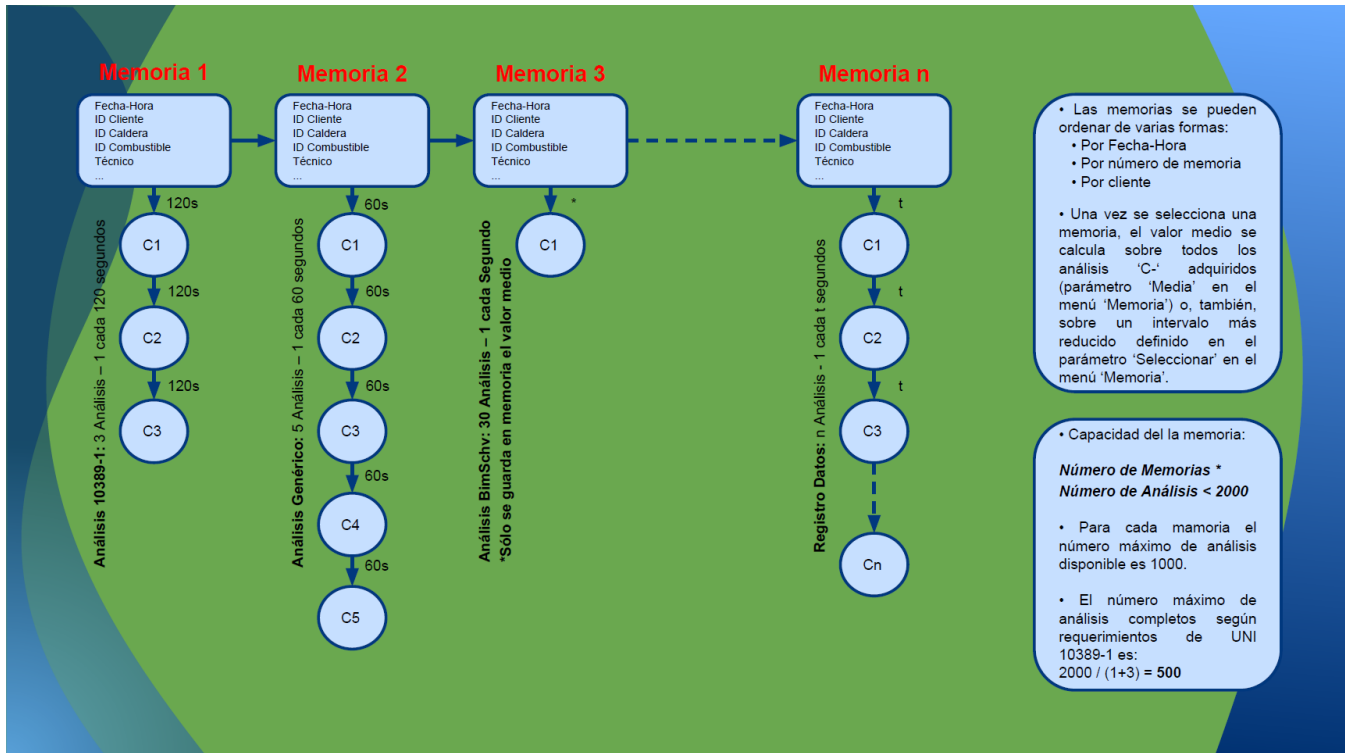 Memoria 1
Fecha-Hora
ID Cliente
ID Caldera
ID Combustible
Técnico
...
120s
C1
120s
C2
120s
C3
Análisis 10389-1: 3 Análisis – 1 cada 120 segundos
Memoria 2
Fecha-Hora
ID Cliente
ID Caldera
ID Combustible
Técnico
...
60s
C1
60s
C2
60s
C3
60s
C4
60s
C5
Análisis Genérico: 5 Análisis – 1 cada 60 segundos
Memoria 3
Fecha-Hora
ID Cliente
ID Caldera
ID Combustible
Técnico
...
*
C1
Análisis BimSchv: 30 Análisis – 1 cada Segundo
*Sólo se guarda en memoria el valor medio
Memoria n
Fecha-Hora
ID Cliente
ID Caldera
ID Combustible
Técnico
...
t
C1
t
C2
t
C3
Cn
Registro Datos: n Análisis - 1 cada t segundos
• Las memorias se pueden
ordenar de varias formas:
• Por Fecha-Hora
• Por número de memoria
• Por cliente
• Una vez se selecciona una
memoria, el valor medio se
calcula sobre todos los
análisis ‘C-‘ adquiridos
(parámetro ‘Media’ en el
menú ‘Memoria’) o, también,
sobre un intervalo más
reducido definido en el
parámetro ‘Seleccionar’ en el
menú ‘Memoria’.
• Capacidad del la memoria:
Número de Memorias *
Número de Análisis < 2000
• Para cada mamoria el
número máximo de análisis
disponible es 1000.
• El número máximo de
análisis completos según
requerimientos de UNI
10389-1 es:
2000 / (1+3) = 500